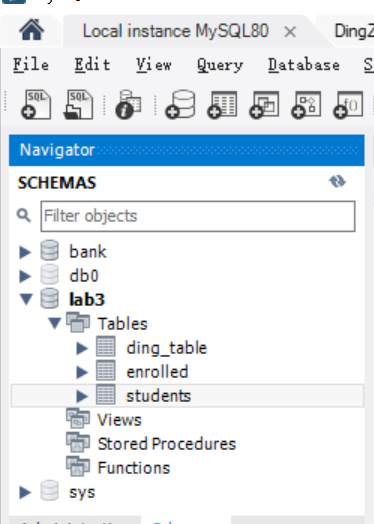 Local instance MySQL80 × DingZ
File Edit View Query Database S
SQL SQL
Navigator
SCHEMAS
Filter objects
bank
db0
lab3
Tables
ding_table
enrolled
students
Views
Stored Procedures
Functions
sys